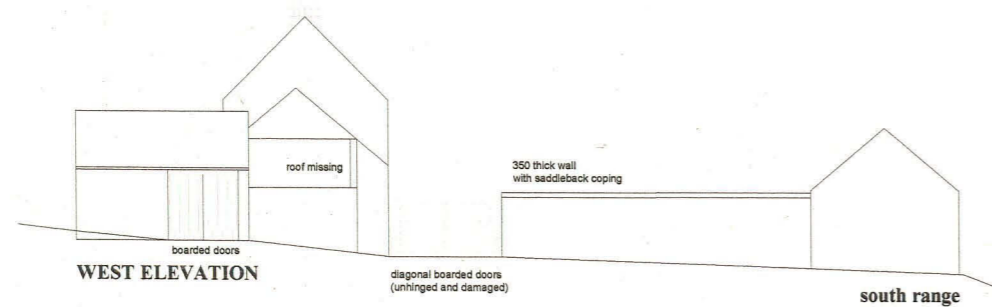 roof missing
350 thick wall
with saddleback coping
boarded doors
WEST ELEVATION
diagonal boarded doors
(unhinged and damaged)
south range